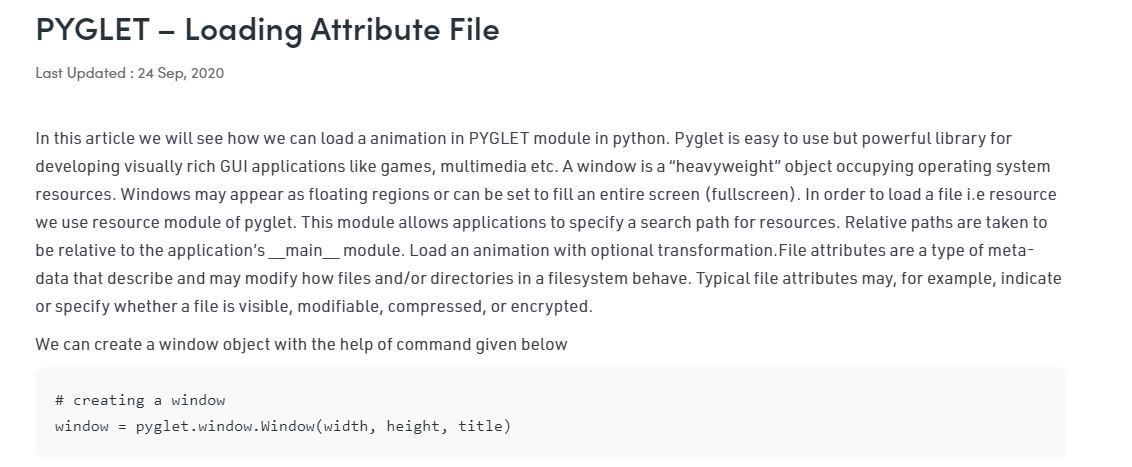 PYGLET – Loading Attribute File
Last Updated : 24 Sep, 2020
In this article we will see how we can load a animation in PYGLET module in python. Pyglet is easy to use but powerful library for
developing visually rich GUI applications like games, multimedia etc. A window is a “heavyweight” object occupying operating system
resources. Windows may appear as floating regions or can be set to fill an entire screen (fullscreen). In order to load a file i.e resource
we use resource module of pyglet. This module allows applications to specify a search path for resources. Relative paths are taken to
be relative to the application’s __main__ module. Load an animation with optional transformation.File attributes are a type of meta-
data that describe and may modify how files and/or directories in a filesystem behave. Typical file attributes may, for example, indicate
or specify whether a file is visible, modifiable, compressed, or encrypted.
We can create a window object with the help of command given below
# creating a window
window = pyglet.window.Window(width, height, title)